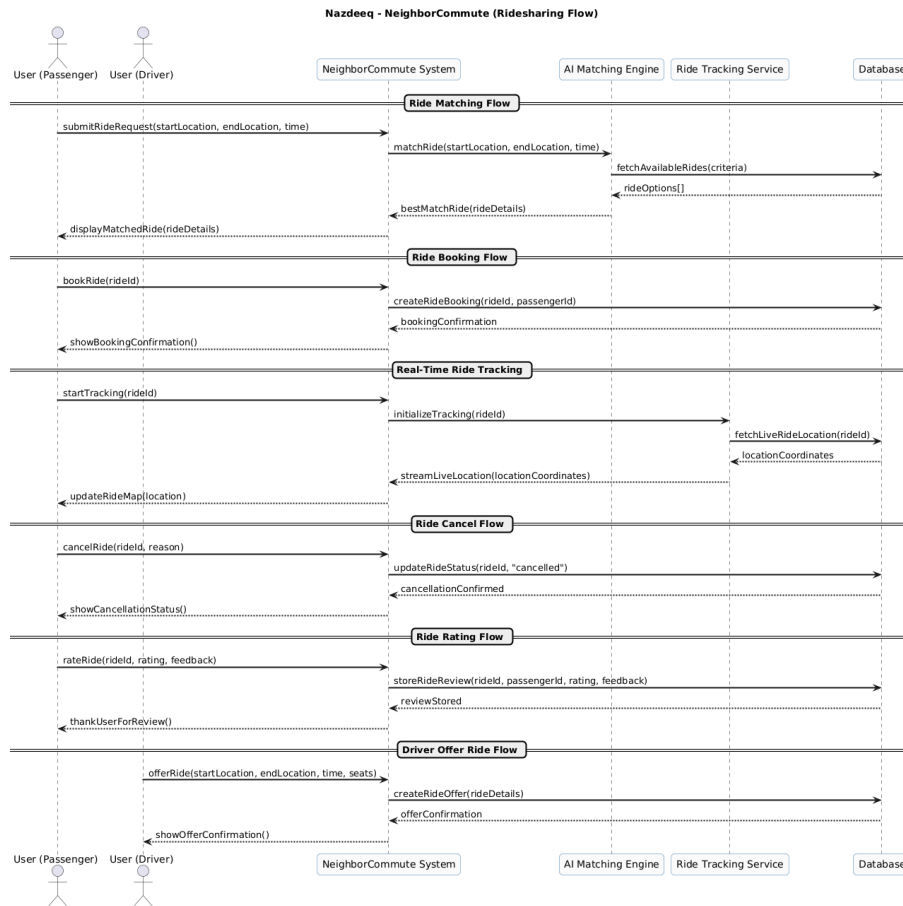 Nazdeeq - NeighborCommute (Ridesharing Flow)
User (Passenger)
User (Driver)
NeighborCommute System
AI Matching Engine
Ride Tracking Service
Database
Ride Matching Flow
submitRideRequest(startLocation, endLocation, time)
matchRide(startLocation, endLocation, time)
fetchAvailableRides(criteria)
rideOptions[]
bestMatchRide(rideDetails)
displayMatchedRide(rideDetails)
Ride Booking Flow
bookRide(rideId)
createRideBooking(rideId, passengerId)
bookingConfirmation
showBookingConfirmation()
Real-Time Ride Tracking
startTracking(rideId)
initializeTracking(rideId)
fetchLiveRideLocation(rideId)
locationCoordinates
streamLiveLocation(locationCoordinates)
updateRideMap(location)
Ride Cancel Flow
cancelRide(rideId, reason)
updateRideStatus(rideId, "cancelled")
cancellationConfirmed
showCancellationStatus()
Ride Rating Flow
rateRide(rideId, rating, feedback)
storeRideReview(rideId, passengerId, rating, feedback)
reviewStored
thankUserForReview()
Driver Offer Ride Flow
offerRide(startLocation, endLocation, time, seats)
createRideOffer(rideDetails)
offerConfirmation
showOfferConfirmation()
User (Passenger)
User (Driver)
NeighborCommute System
AI Matching Engine
Ride Tracking Service
Database